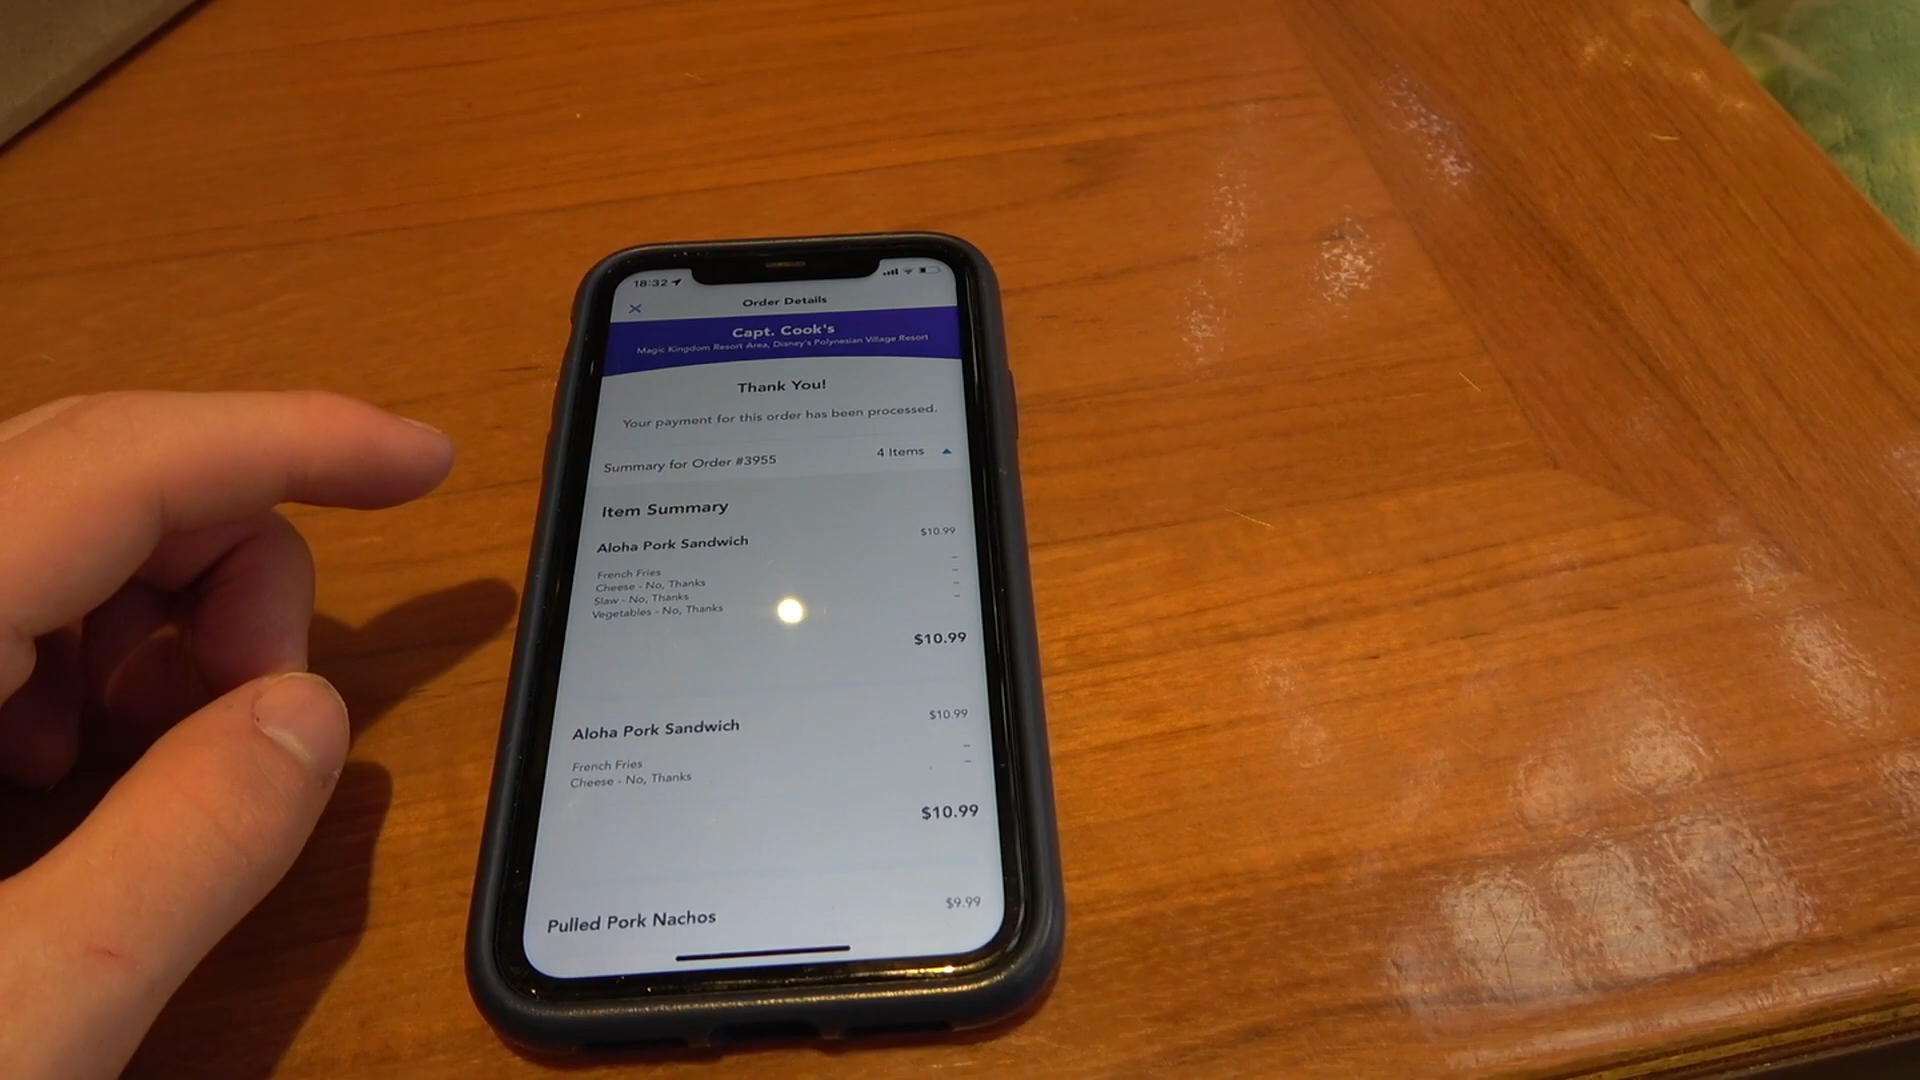 18:32
Order Details
Capt. Cook's
Magic Kingdom Resort Area, Disney's Polynesian Village Resort
Thank You!
Your payment for this order has been processed.
Summary for Order #3955 4 Items
Item Summary
Aloha Pork Sandwich $10.99
French Fries –
Cheese - No, Thanks –
Slaw - No, Thanks –
Vegetables - No, Thanks –
$10.99
Aloha Pork Sandwich $10.99
French Fries –
Cheese - No, Thanks –
$10.99
Pulled Pork Nachos $9.99